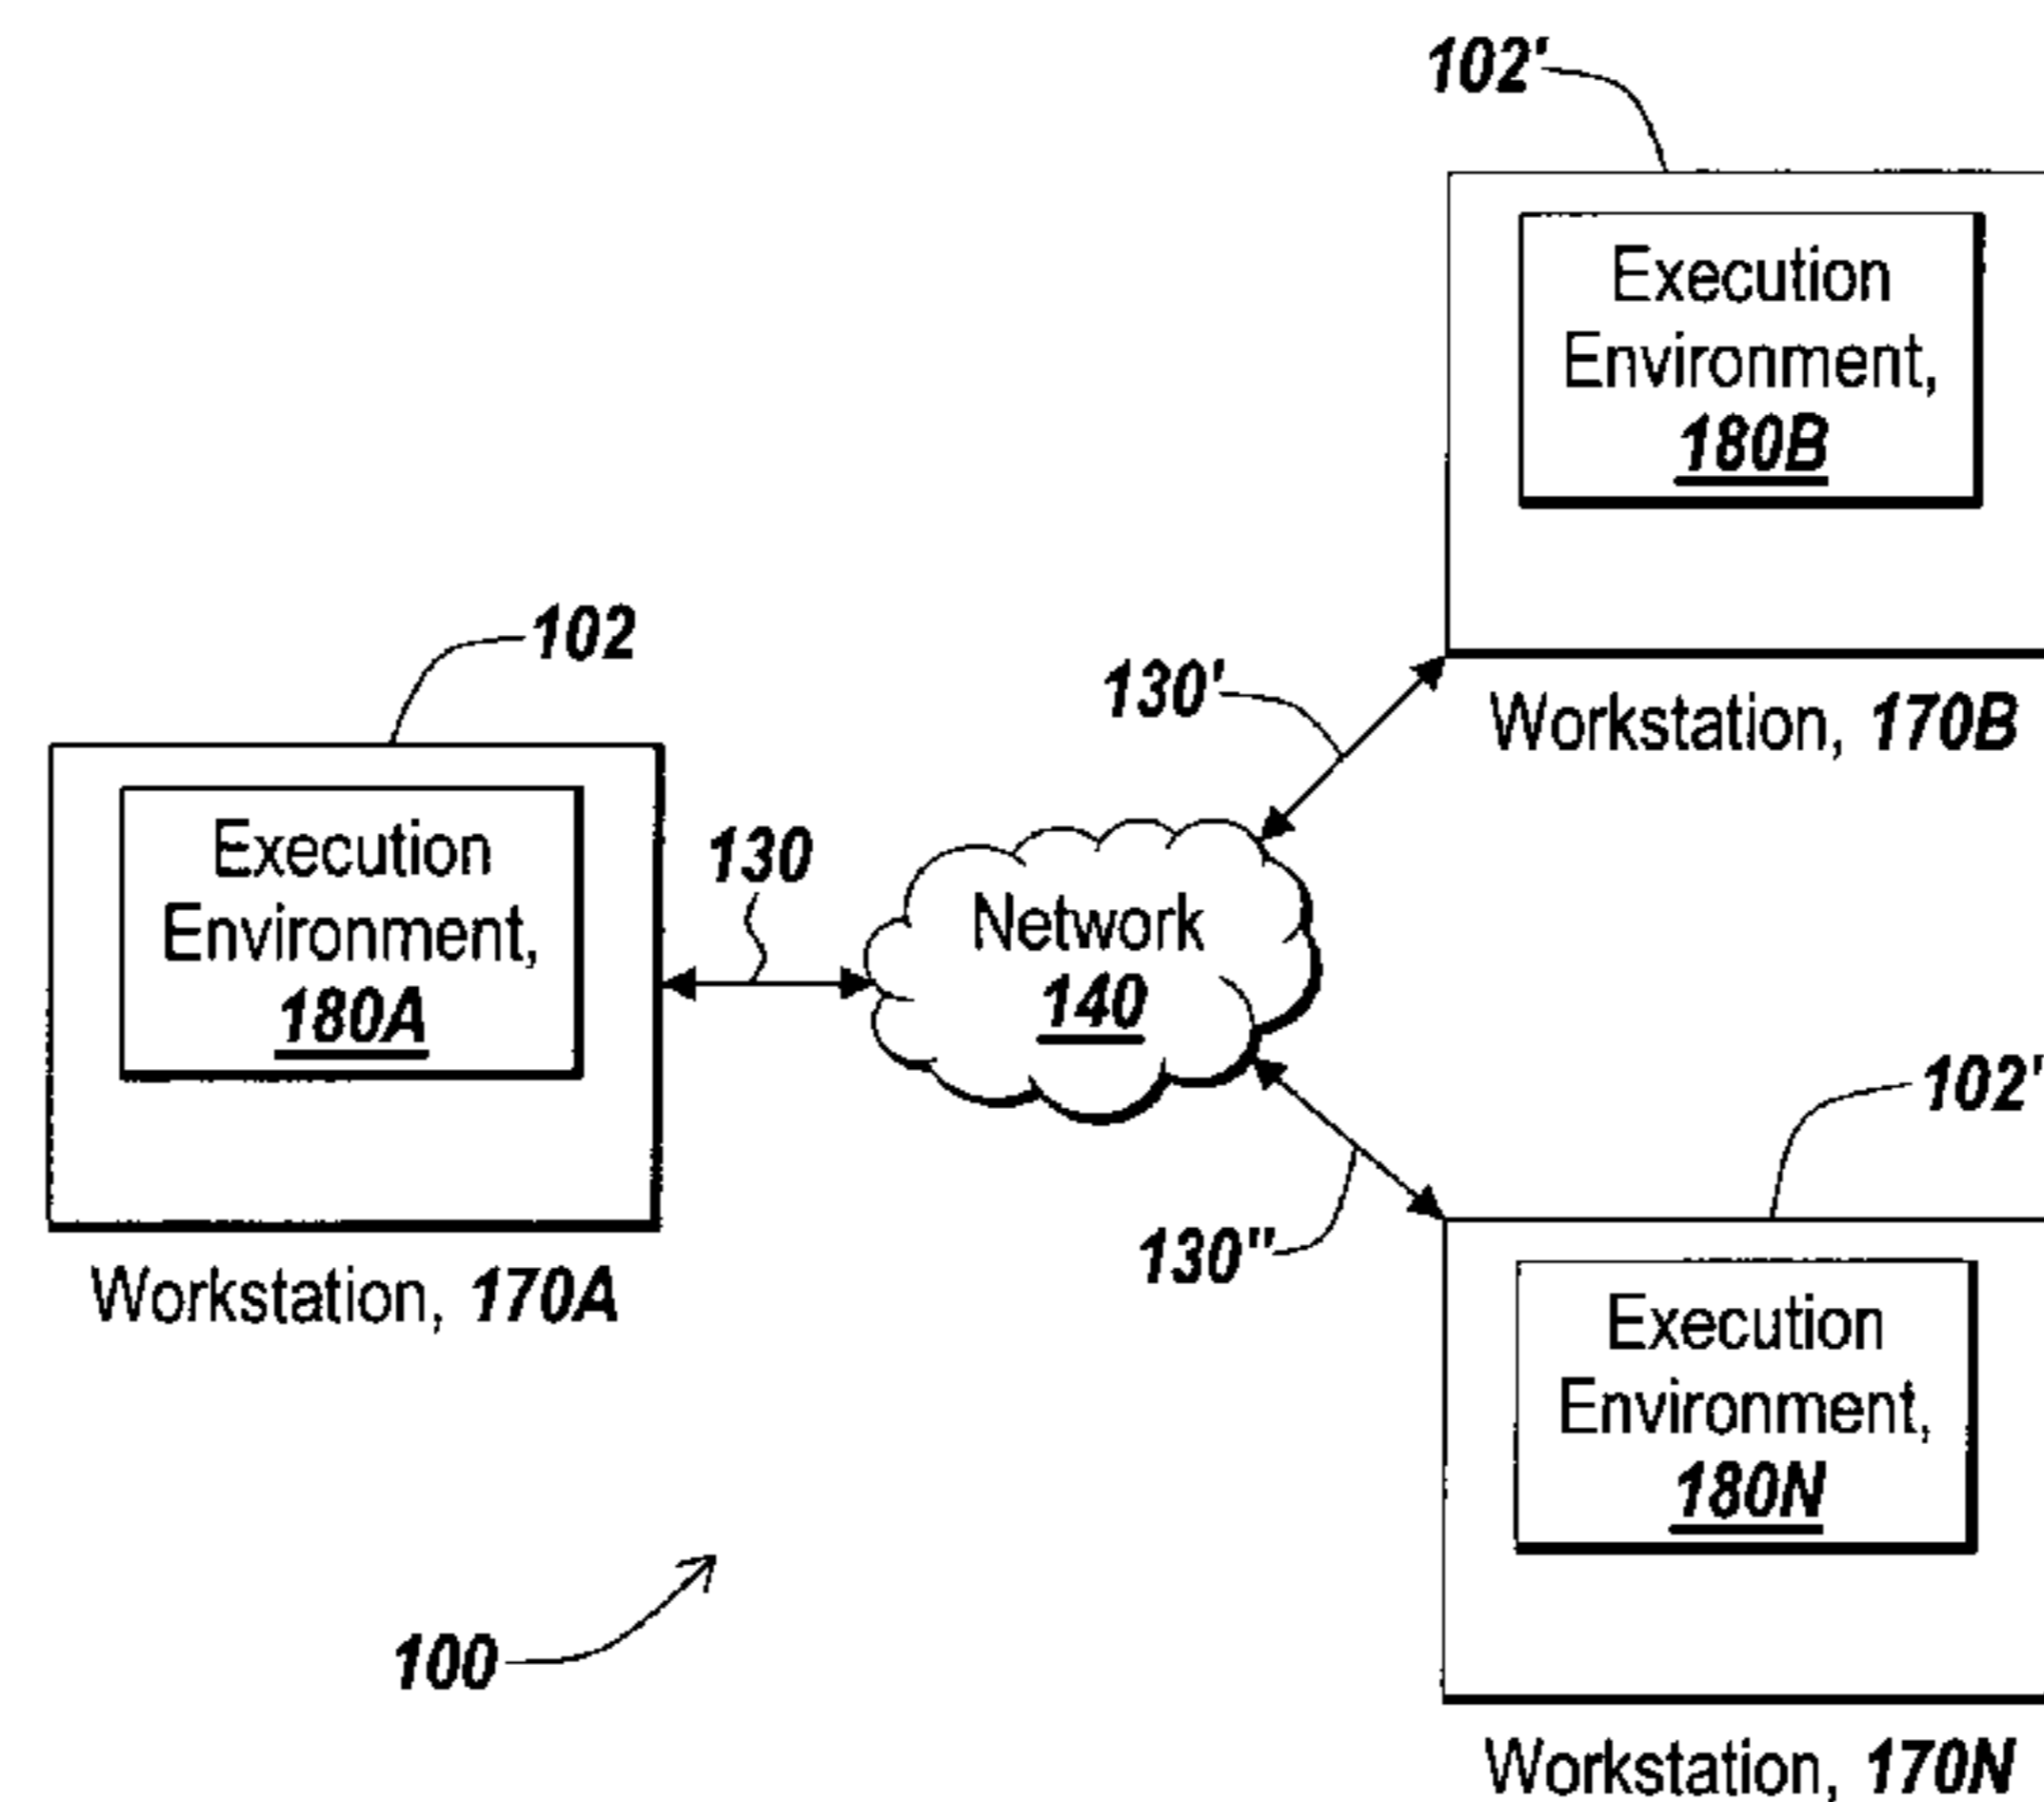 102'
Execution
Environment,
180B
Workstation, 170B
102
Execution
Environment,
180A
Workstation, 170A
130
130'
Network
140
130"
102'
Execution
Environment,
180N
Workstation, 170N
100